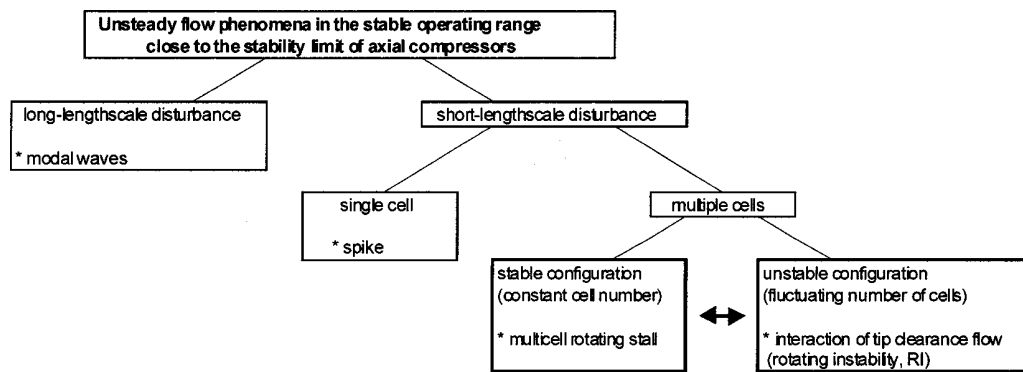 Unsteady flow phenomena in the stable operating range
close to the stability limit of axial compressors
long-lengthscale disturbance
* modal waves
short-lengthscale disturbance
single cell
* spike
multiple cells
stable configuration
(constant cell number)
* multicell rotating stall
unstable configuration
(fluctuating number of cells)
* interaction of tip clearance flow
(rotating instability, RI)